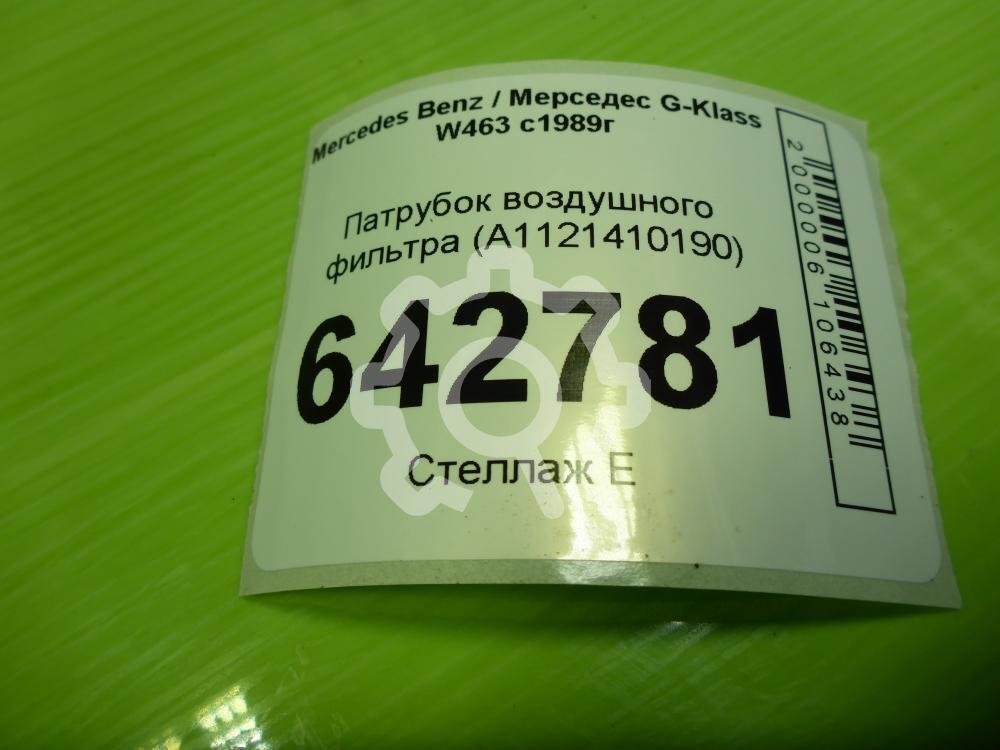 Mercedes Benz / Мерседес G-Klass
W463 с1989г
Патрубок воздушного
фильтра (A1121410190)
642781
Стеллаж Е
2000006106438